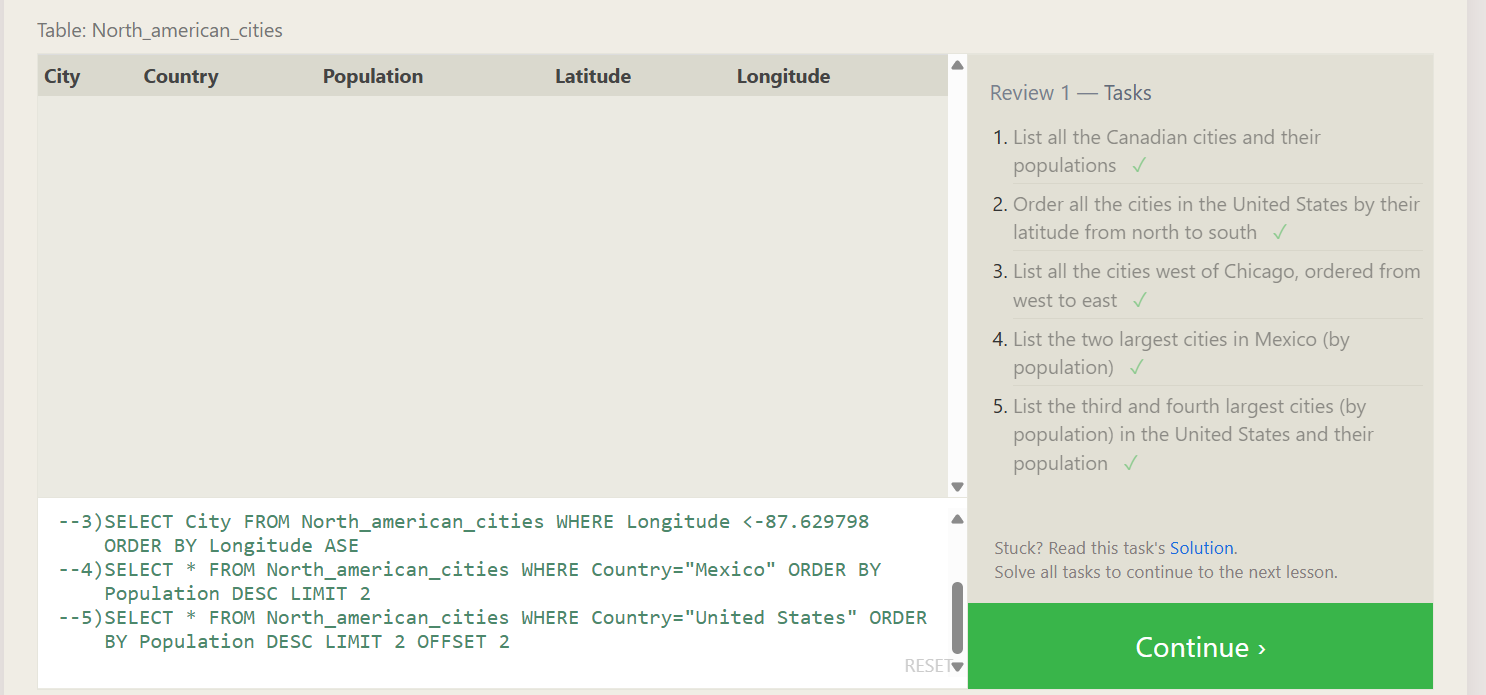 Table: North_american_cities
City Country Population Latitude Longitude
Review 1 — Tasks
1. List all the Canadian cities and their
populations ✓
2. Order all the cities in the United States by their
latitude from north to south ✓
3. List all the cities west of Chicago, ordered from
west to east ✓
4. List the two largest cities in Mexico (by
population) ✓
5. List the third and fourth largest cities (by
population) in the United States and their
population ✓
Stuck? Read this task's Solution.
Solve all tasks to continue to the next lesson.
Continue ›
--3)SELECT City FROM North_american_cities WHERE Longitude <-87.629798
ORDER BY Longitude ASE
--4)SELECT * FROM North_american_cities WHERE Country="Mexico" ORDER BY
Population DESC LIMIT 2
--5)SELECT * FROM North_american_cities WHERE Country="United States" ORDER
BY Population DESC LIMIT 2 OFFSET 2
RESET